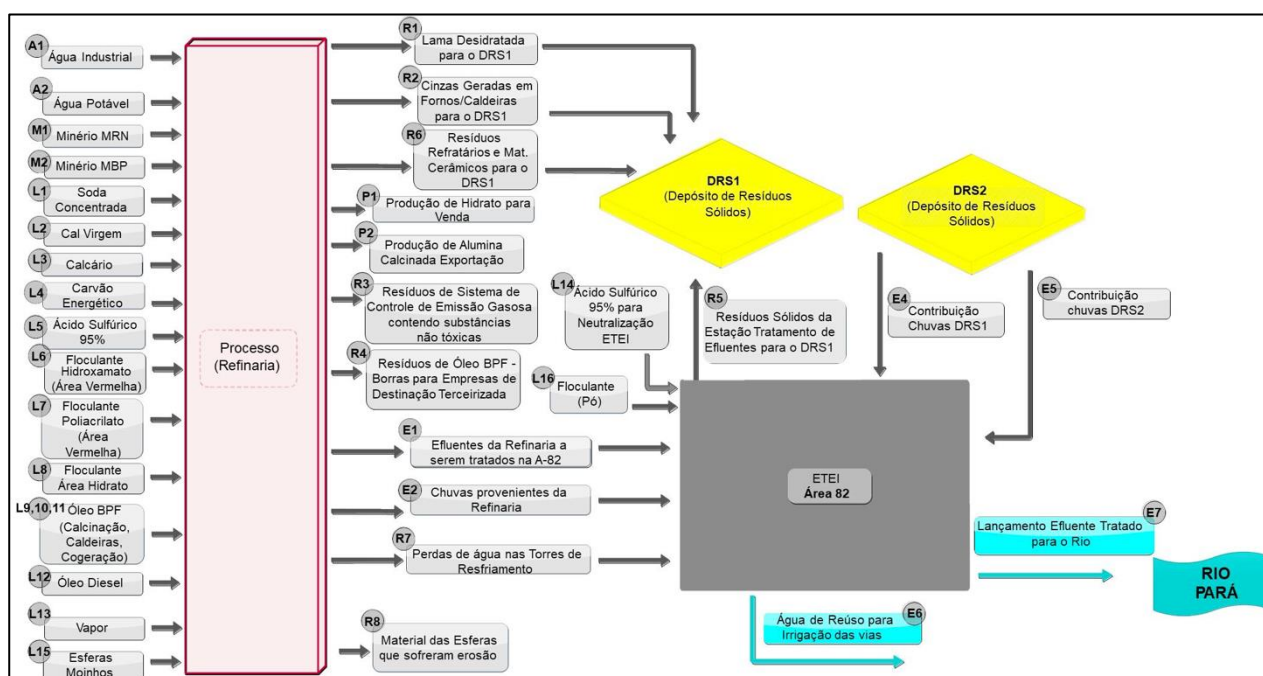 A1
Água Industrial
A2
Água Potável
M1
Minério MRN
M2
Minério MBP
L1
Soda
Concentrada
L2
Cal Virgem
L3
Calcário
L4
Carvão
Energético
L5
Ácido Sulfúrico
95%
L6
Floculante
Hidroxamato
(Área Vermelha)
L7
Floculante
Poliacrilato
(Área
Vermelha)
L8
Floculante
Área Hidrato
L9,10,11
Óleo BPF
(Calcinação,
Caldeiras,
Cogeração)
L12
Óleo Diesel
L13
Vapor
L15
Esferas
Moinhos
Processo
(Refinaria)
R1
Lama Desidratada
para o DRS1
R2
Cinzas Geradas em
Fornos/Caldeiras
para o DRS1
R6
Resíduos
Refratários e Mat.
Cerâmicos para o
DRS1
P1
Produção de Hidrato para
Venda
P2
Produção de Alumina
Calcinada Exportação
R3
Resíduos de Sistema de
Controle de Emissão Gasosa
contendo substâncias
não tóxicas
R4
Resíduos de Óleo BPF -
Borras para Empresas de
Destinação Terceirizada
E1
Efluentes da Refinaria a
serem tratados na A-82
E2
Chuvas provenientes da
Refinaria
R7
Perdas de água nas Torres de
Resfriamento
R8
Material das Esferas
que sofreram erosão
L14
Ácido Sulfúrico
95% para
Neutralização
ETEI
L16
Floculante
(Pó)
DRS1
(Depósito de Resíduos
Sólidos)
DRS2
(Depósito de Resíduos
Sólidos)
R5
Resíduos Sólidos da
Estação Tratamento de
Efluentes para o DRS1
E4
Contribuição
Chuvas DRS1
E5
Contribuição
chuvas DRS2
ETEI
Área 82
E7
Lançamento Efluente Tratado
para o Rio
RIO
PARÁ
E6
Água de Reúso para
Irrigação das vias